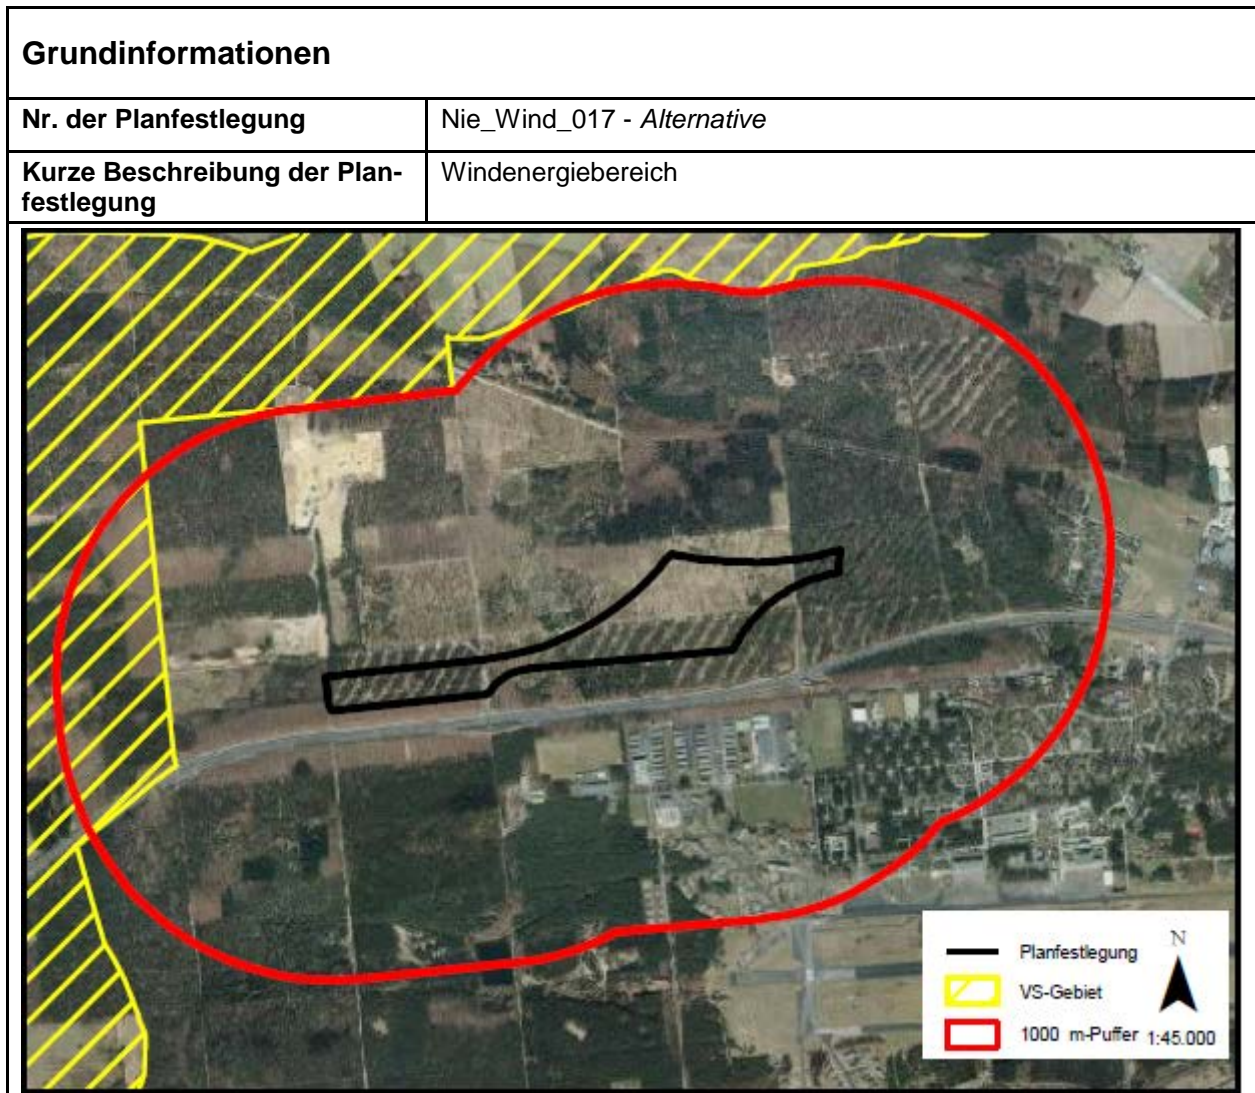 Grundinformationen
Nr. der Planfestlegung
Nie_Wind_017 - Alternative
Kurze Beschreibung der Plan-
festlegung
Windenergiebereich
Planfestlegung
VS-Gebiet
1000 m-Puffer
N
1:45.000